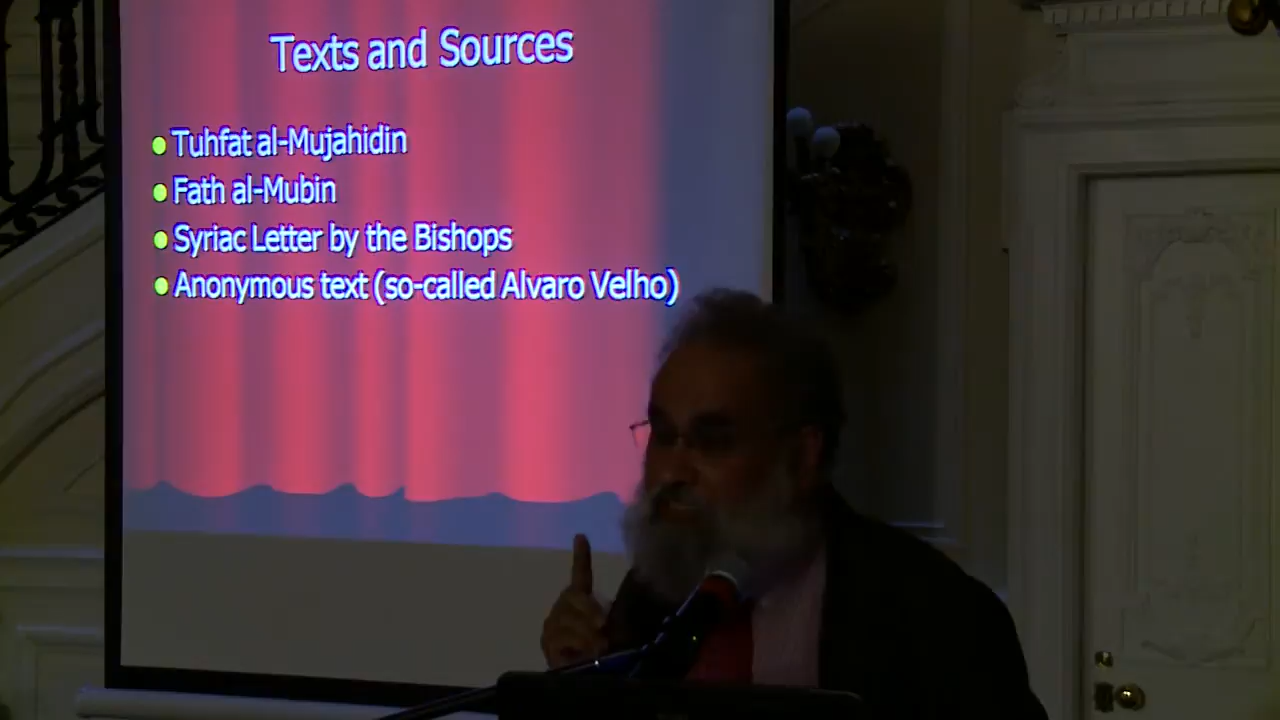 Texts and Sources
Tuhfat al-Mujahidin
Fath al-Mubin
Syriac Letter by the Bishops
Anonymous text (so-called Alvaro Velho)